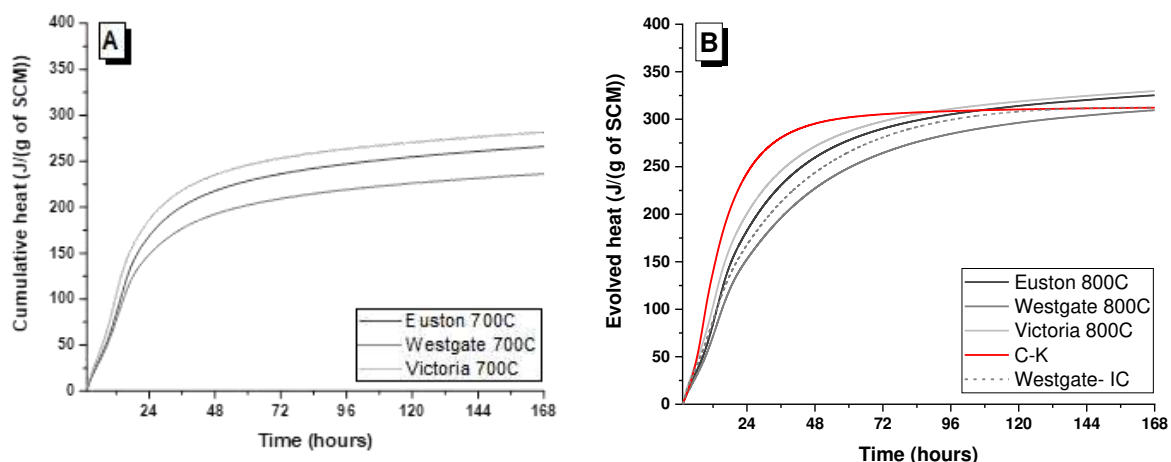 A
Cumulative heat (J/(g of SCM))
400
350
300
250
200
150
100
50
0
24 48 72 96 120 144 168
Time (hours)
Euston 700C
Westgate 700C
Victoria 700C
B
Evolved heat (J/(g of SCM))
400
350
300
250
200
150
100
50
0
24 48 72 96 120 144 168
Time (hours)
Euston 800C
Westgate 800C
Victoria 800C
C-K
Westgate- IC